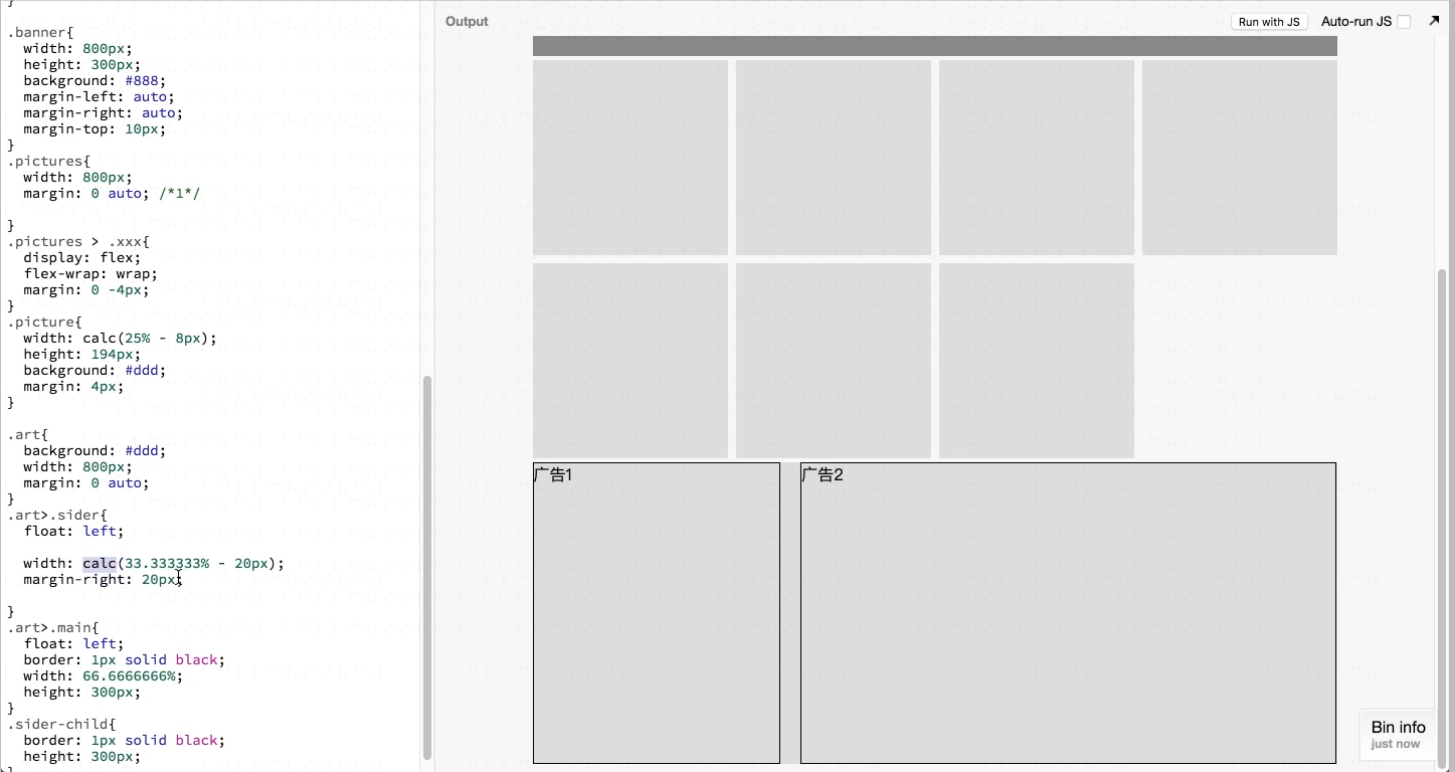 }
.banner{
width: 800px;
height: 300px;
background: #888;
margin-left: auto;
margin-right: auto;
margin-top: 10px;
}
.pictures{
width: 800px;
margin: 0 auto; /*1*/
}
.pictures > .xxx{
display: flex;
flex-wrap: wrap;
margin: 0 -4px;
}
.picture{
width: calc(25% - 8px);
height: 194px;
background: #ddd;
margin: 4px;
}
.art{
background: #ddd;
width: 800px;
margin: 0 auto;
}
.art>.sider{
float: left;
width: calc(33.333333% - 20px);
margin-right: 20px;
}
.art>.main{
float: left;
border: 1px solid black;
width: 66.6666666%;
height: 300px;
}
.sider-child{
border: 1px solid black;
height: 300px;
}
Output
Run with JS
Auto-run JS
广告1
广告2
Bin info
just now